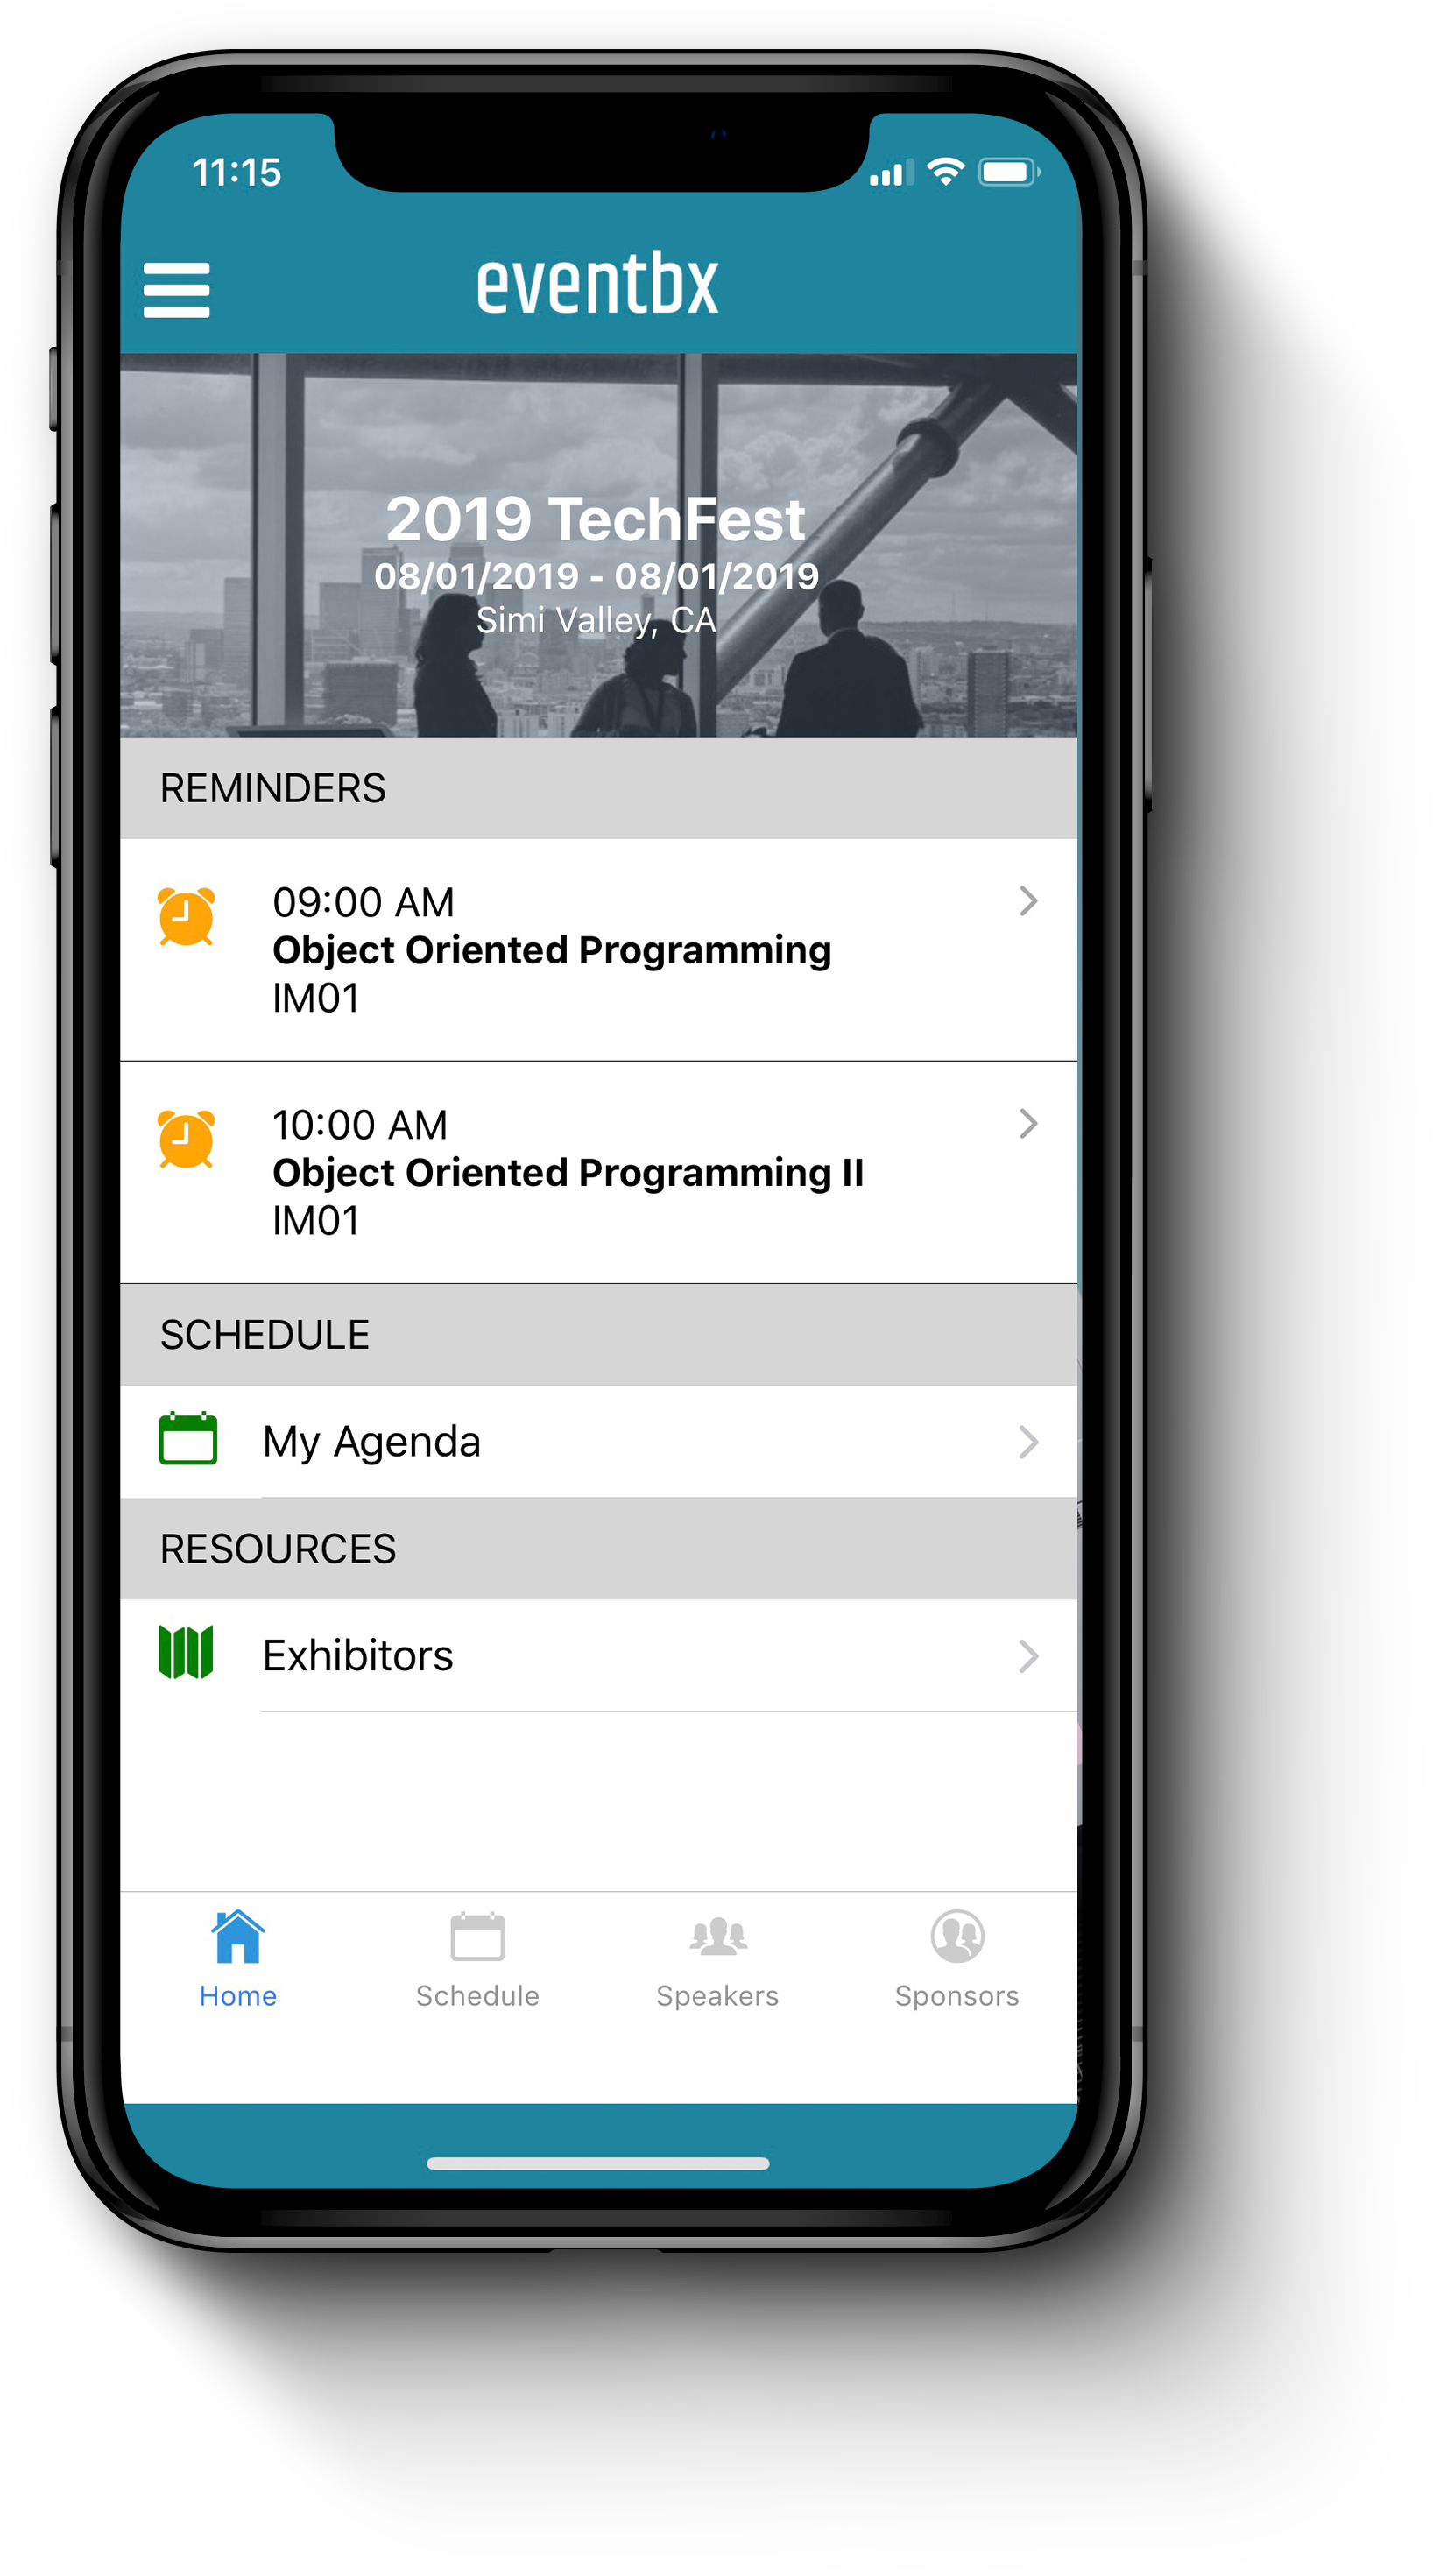 11:15
eventbx
2019 TechFest
08/01/2019 - 08/01/2019
Simi Valley, CA
REMINDERS
09:00 AM
Object Oriented Programming
IM01
10:00 AM
Object Oriented Programming II
IM01
SCHEDULE
My Agenda
RESOURCES
Exhibitors
Home
Schedule
Speakers
Sponsors